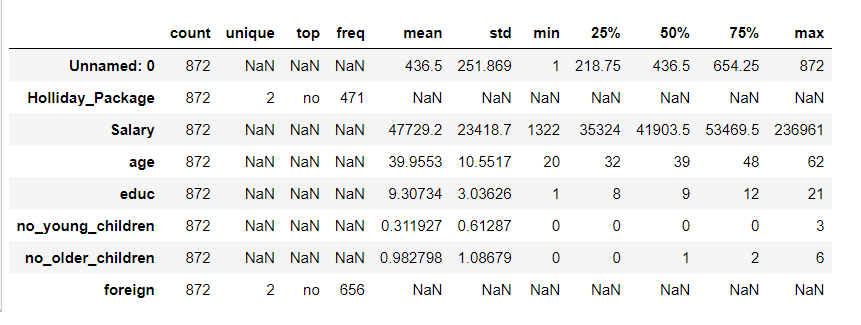 count unique top freq mean std min 25% 50% 75% max
Unnamed: 0 872 NaN NaN NaN 436.5 251.869 1 218.75 436.5 654.25 872
Holliday_Package 872 2 no 471 NaN NaN NaN NaN NaN NaN NaN
Salary 872 NaN NaN NaN 47729.2 23418.7 1322 35324 41903.5 53469.5 236961
age 872 NaN NaN NaN 39.9553 10.5517 20 32 39 48 62
educ 872 NaN NaN NaN 9.30734 3.03626 1 8 9 12 21
no_young_children 872 NaN NaN NaN 0.311927 0.61287 0 0 0 0 3
no_older_children 872 NaN NaN NaN 0.982798 1.08679 0 0 1 2 6
foreign 872 2 no 656 NaN NaN NaN NaN NaN NaN NaN